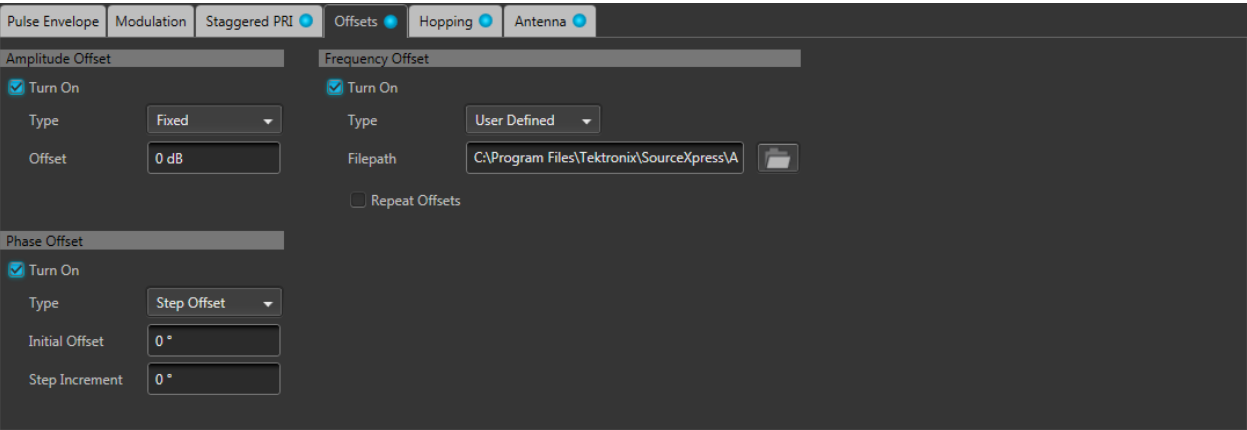 Pulse Envelope Modulation Staggered PRI Offsets Hopping Antenna
Amplitude Offset
Turn On
Type Fixed
Offset 0 dB
Frequency Offset
Turn On
Type User Defined
Filepath C:\Program Files\Tektronix\SourceXpress\A
Repeat Offsets
Phase Offset
Turn On
Type Step Offset
Initial Offset 0 °
Step Increment 0 °